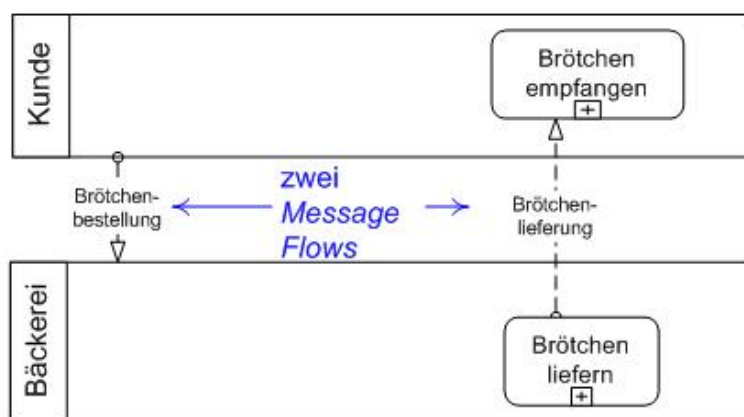 Kunde
Brötchen
empfangen
Brötchen-
bestellung
zwei
Message
Flows
Brötchen-
lieferung
Bäckerei
Brötchen
liefern